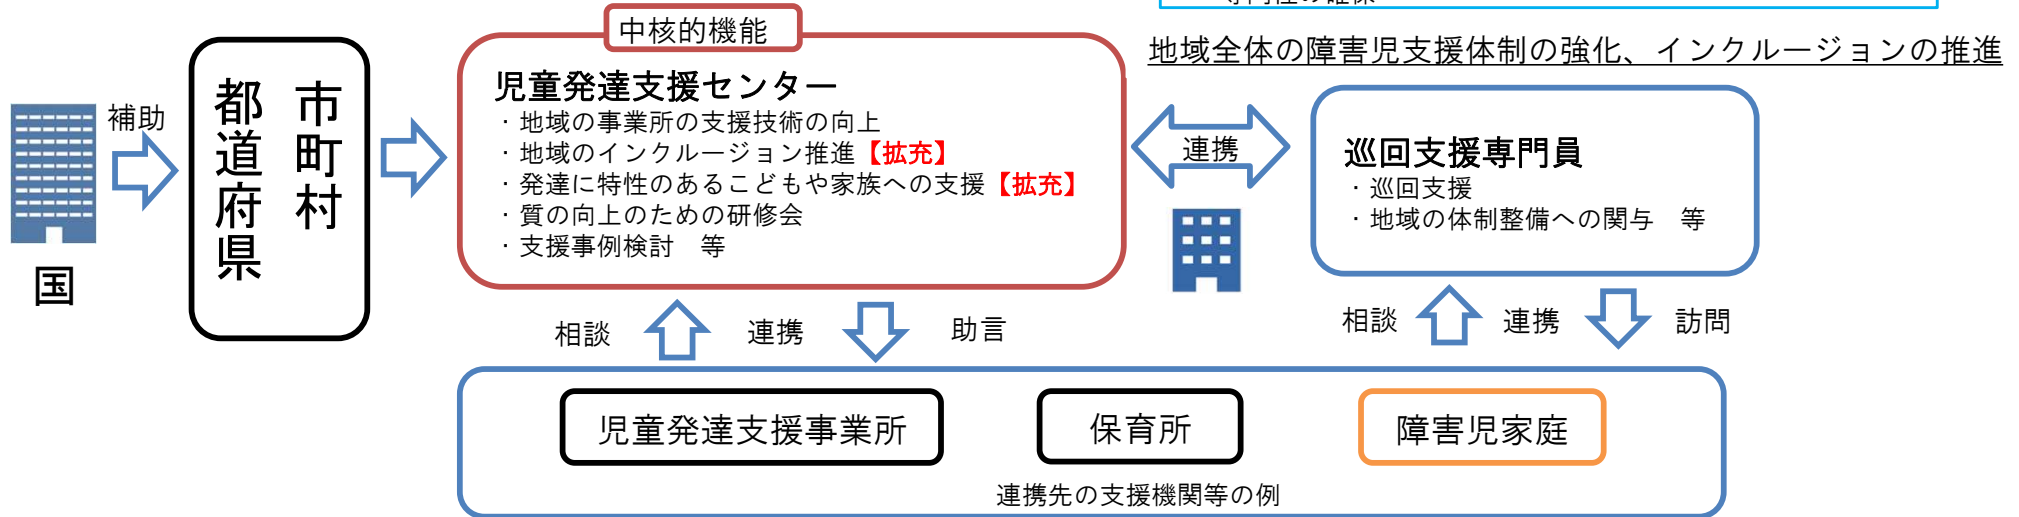 中核的機能
地域全体の障害児支援体制の強化、インクルージョンの推進
国
補助
都道府県
市町村
児童発達支援センター
・地域の事業所の支援技術の向上
・地域のインクルージョン推進【拡充】
・発達に特性のあるこどもや家族への支援【拡充】
・質の向上のための研修会
・支援事例検討　等
連携
巡回支援専門員
・巡回支援
・地域の体制整備への関与　等
相談　連携　助言
相談　連携　訪問
児童発達支援事業所
保育所
障害児家庭
連携先の支援機関等の例